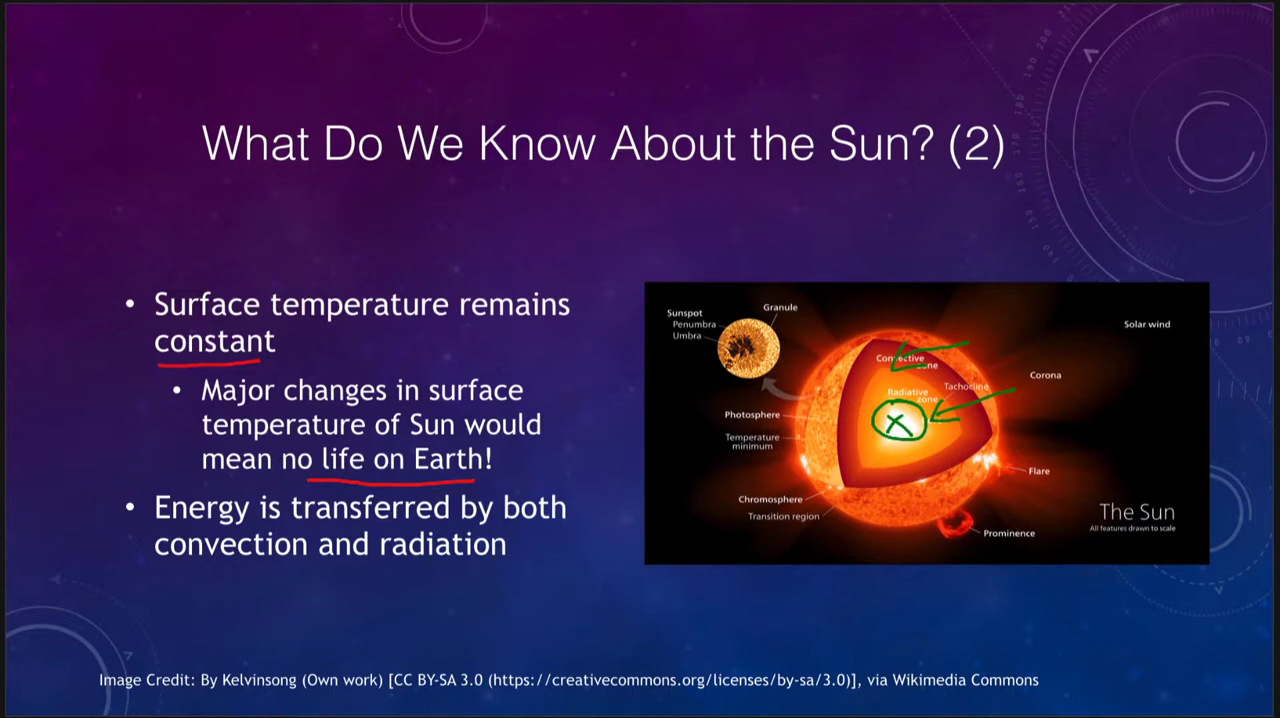 What Do We Know About the Sun? (2)
• Surface temperature remains
constant
• Major changes in surface
temperature of Sun would
mean no life on Earth!
• Energy is transferred by both
convection and radiation
Sunspot
Penumbra
Umbra
Granule
Solar wind
Convective
zone
Corona
Radiative
zone
Tachocline
Photosphere
Temperature
minimum
Flare
Chromosphere
Transition region
Prominence
The Sun
All features drawn to scale
Image Credit: By Kelvinsong (Own work) [CC BY-SA 3.0 (https://creativecommons.org/licenses/by-sa/3.0)], via Wikimedia Commons